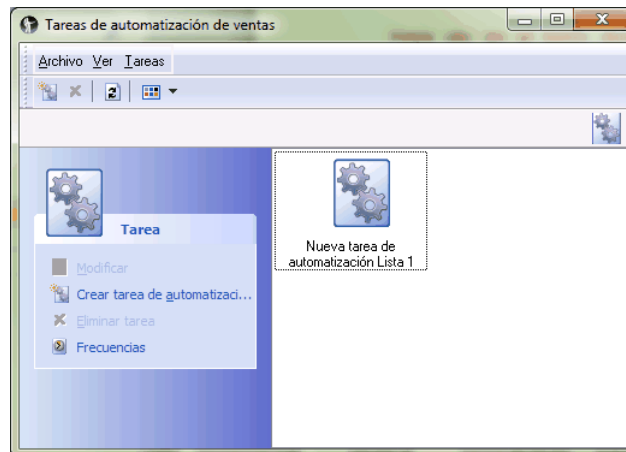 Tareas de automatización de ventas
Archivo Ver Tareas
Tarea
Modificar
Crear tarea de automatizaci...
Eliminar tarea
Frecuencias
Nueva tarea de
automatización Lista 1